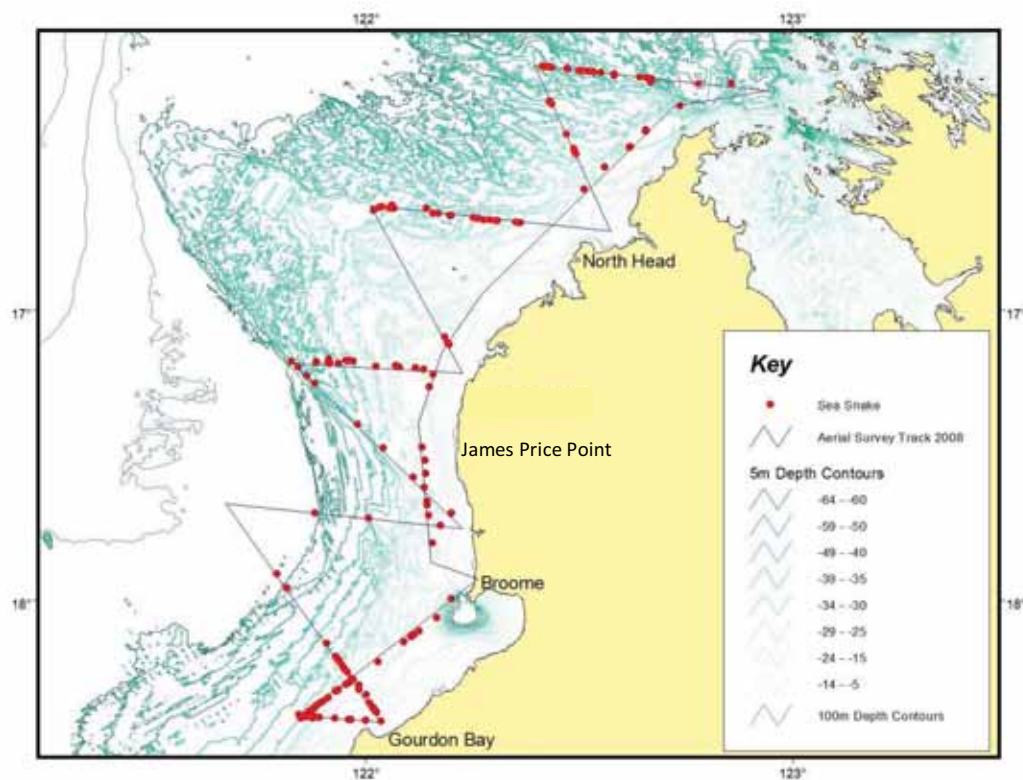 122°
123°
North Head
17°
17°
Key
Sea Snake
Aerial Survey Track 2008
James Price Point
5m Depth Contours
-64 - -60
-59 - -50
-49 - -40
-38 - -35
-34 - -30
-29 - -25
-24 - -15
-14 - -5
100m Depth Contours
Broome
18°
18°
Gourdon Bay
122°
123°